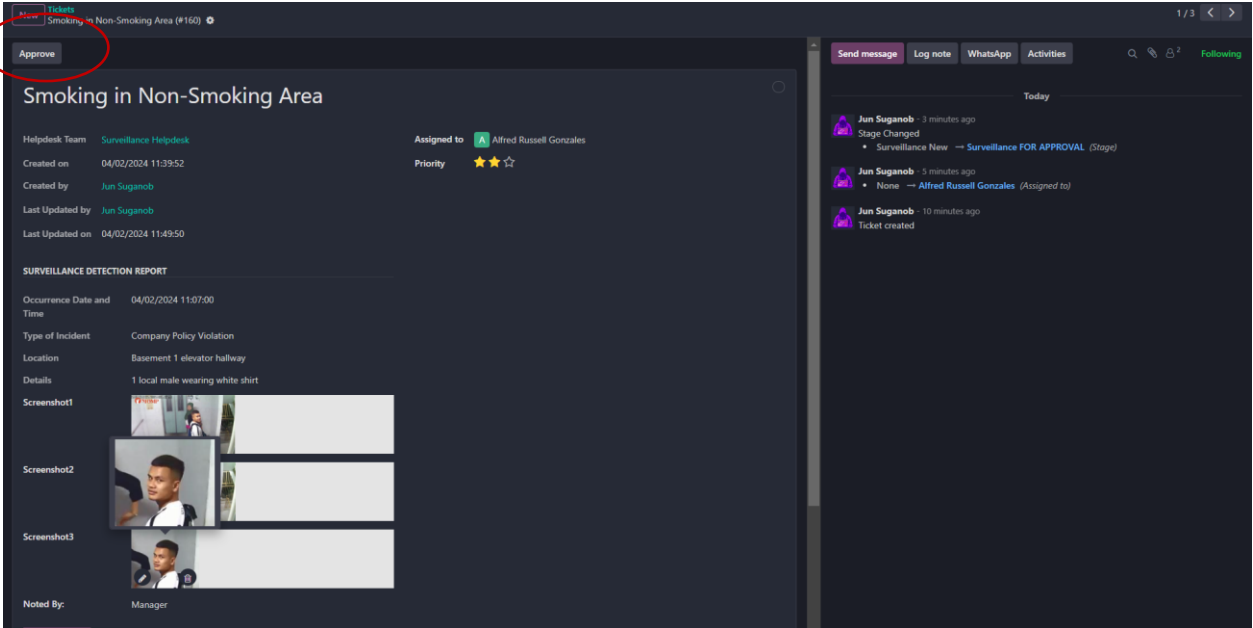 New
Tickets
Smoking in Non-Smoking Area (#160)
1 / 3
Approve
Send message Log note WhatsApp Activities
2
Following
Smoking in Non-Smoking Area
Helpdesk Team Surveillance Helpdesk
Created on 04/02/2024 11:39:52
Created by Jun Suganob
Last Updated by Jun Suganob
Last Updated on 04/02/2024 11:49:50
Assigned to A Alfred Russell Gonzales
Priority
SURVEILLANCE DETECTION REPORT
Occurrence Date and
Time
04/02/2024 11:07:00
Type of Incident Company Policy Violation
Location Basement 1 elevator hallway
Details 1 local male wearing white shirt
Screenshot1
Screenshot2
Screenshot3
Noted By: Manager
Today
Jun Suganob - 3 minutes ago
Stage Changed
• Surveillance New → Surveillance FOR APPROVAL (Stage)
Jun Suganob - 5 minutes ago
• None → Alfred Russell Gonzales (Assigned to)
Jun Suganob - 10 minutes ago
Ticket created